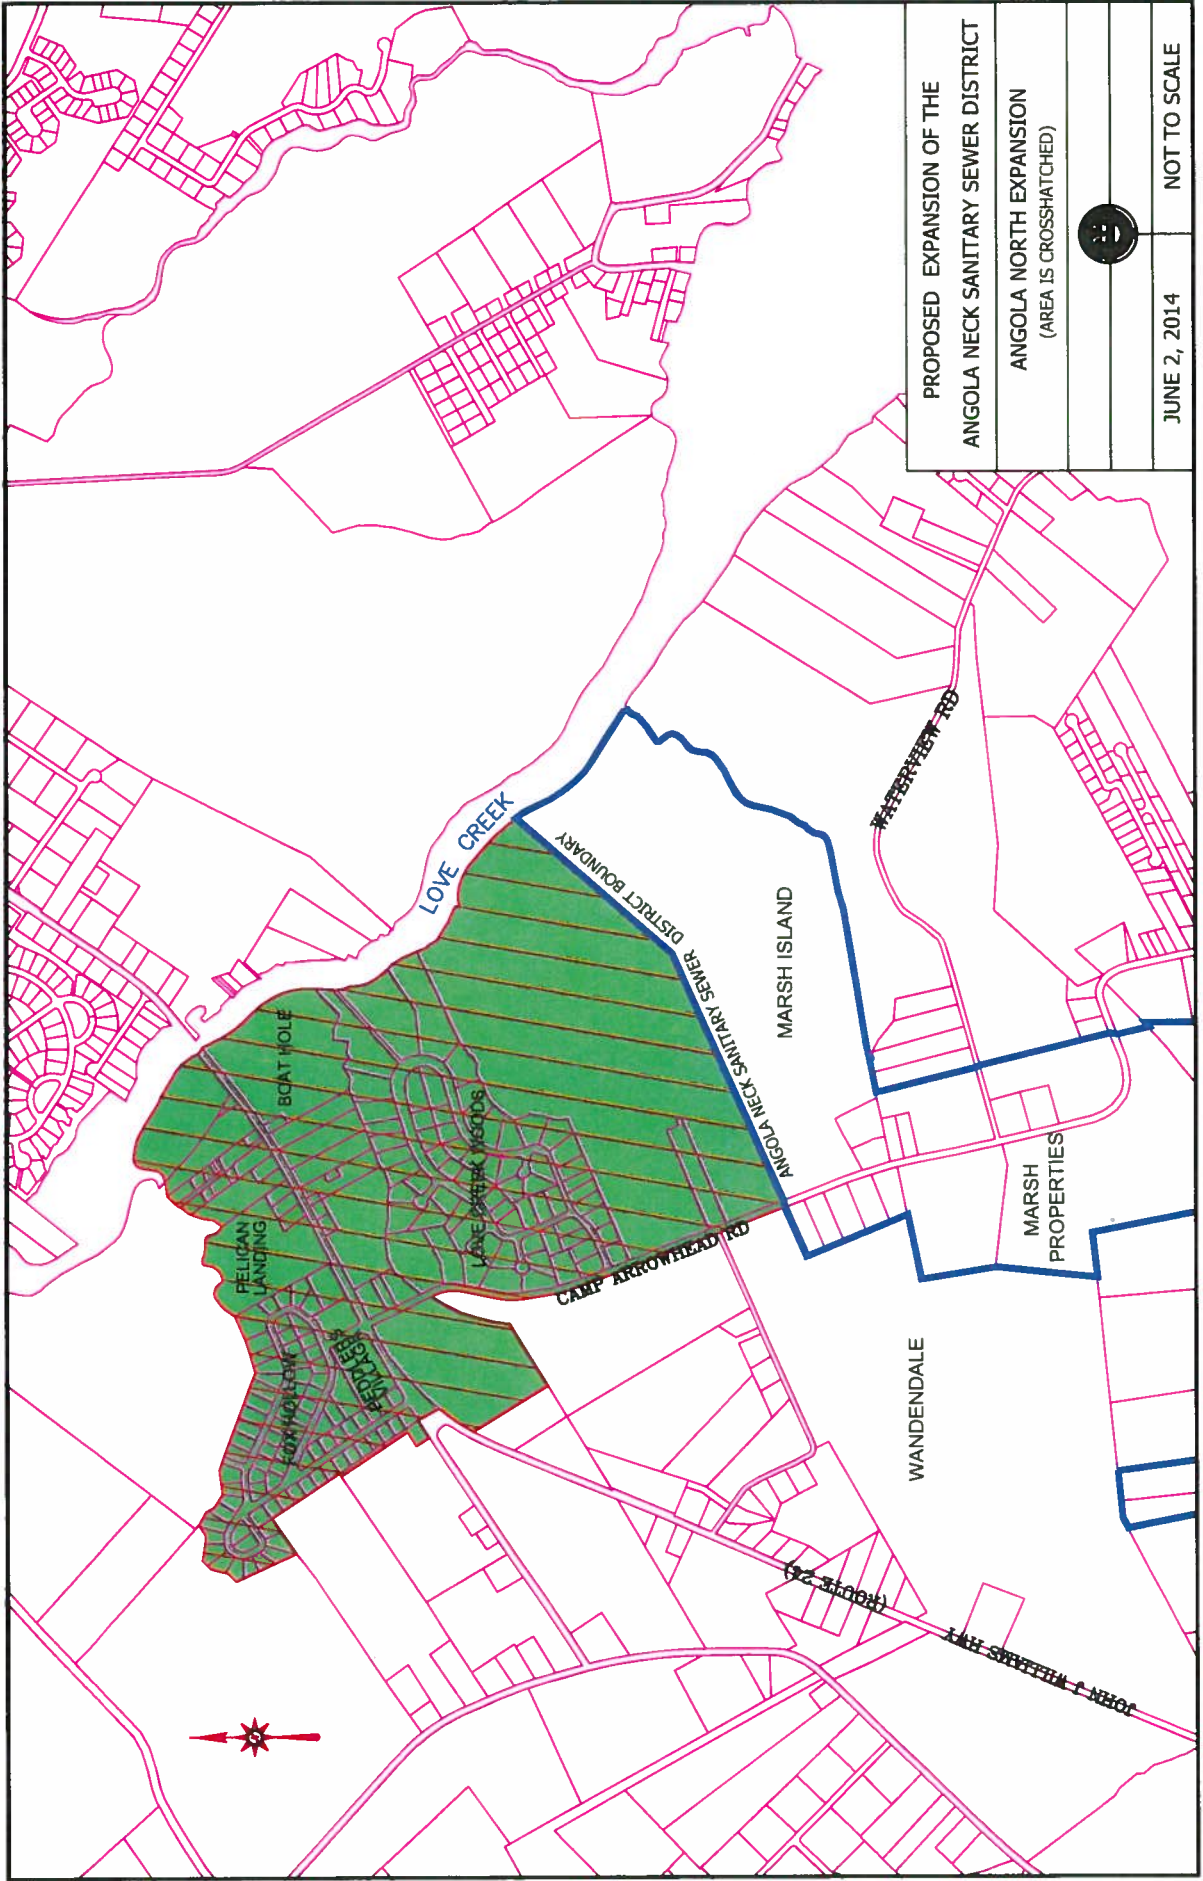 LOVE CREEK
BOAT HOLE
PELICAN
LANDING
FOX HOLLOW
PEDDLERS
VILLAGE
LOVE CREEK WOODS
ANGOLA NECK SANITARY SEWER DISTRICT BOUNDARY
MARSH ISLAND
CAMP ARROWHEAD RD
WATERVIEW RD
MARSH
PROPERTIES
WANDENDALE
JOHN J WILLIAMS HWY
(ROUTE 24)
PROPOSED EXPANSION OF THE
ANGOLA NECK SANITARY SEWER DISTRICT
ANGOLA NORTH EXPANSION
(AREA IS CROSSHATCHED)
JUNE 2, 2014
NOT TO SCALE